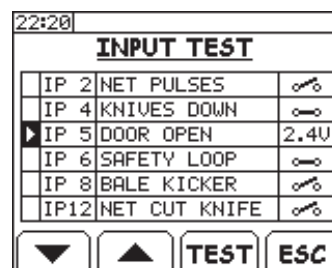 22:20
INPUT TEST
IP 2 NET PULSES
IP 4 KNIVES DOWN
IP 5 DOOR OPEN 2.4V
IP 6 SAFETY LOOP
IP 8 BALE KICKER
IP12 NET CUT KNIFE
TEST ESC